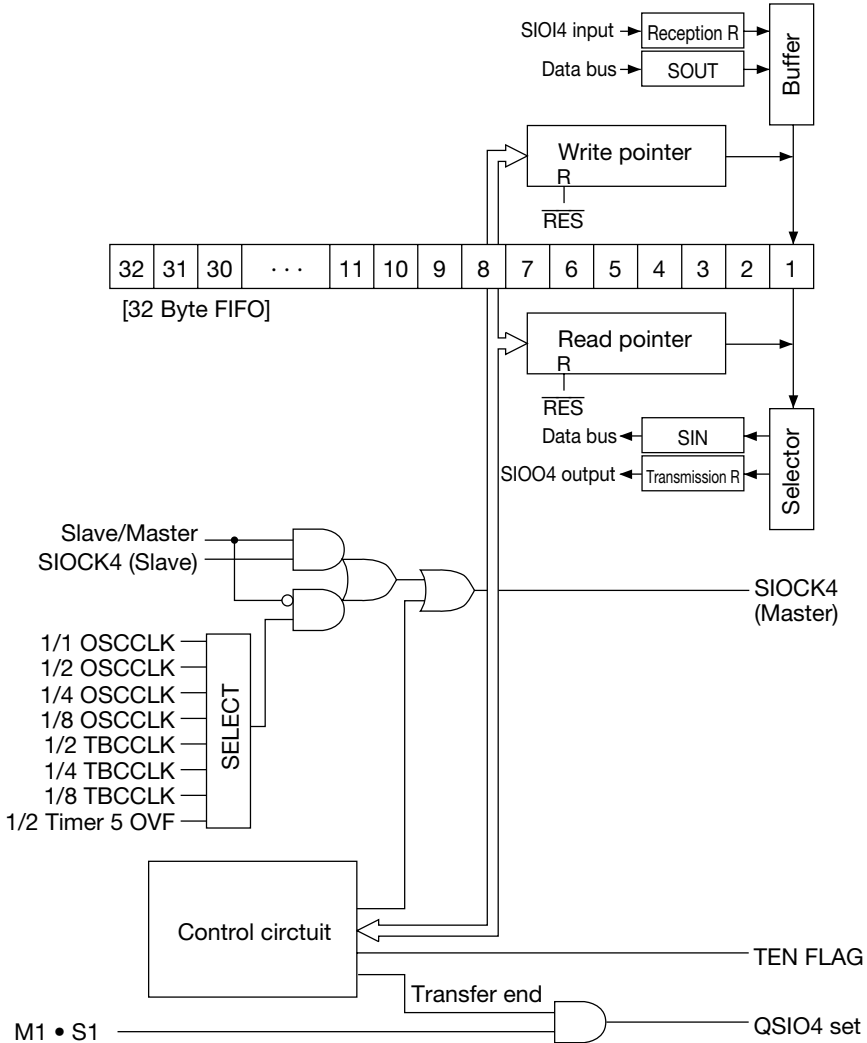 SIOI4 input
Reception R
Data bus
SOUT
Buffer
Write pointer
R
RES
32 31 30 ··· 11 10 9 8 7 6 5 4 3 2 1
[32 Byte FIFO]
Read pointer
R
RES
Data bus
SIN
SIOO4 output
Transmission R
Selector
Slave/Master
SIOCK4 (Slave)
SIOCK4
(Master)
1/1 OSCCLK
1/2 OSCCLK
1/4 OSCCLK
1/8 OSCCLK
1/2 TBCCLK
1/4 TBCCLK
1/8 TBCCLK
1/2 Timer 5 OVF
SELECT
Control circtuit
TEN FLAG
Transfer end
M1 • S1
QSIO4 set